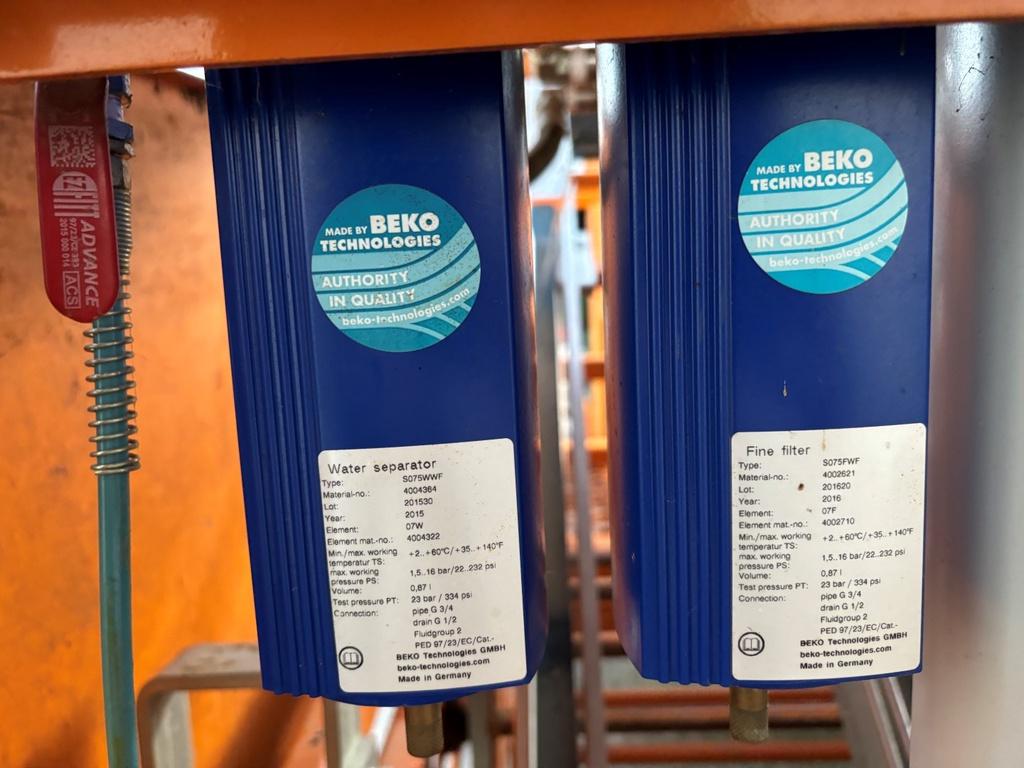 EZ
ADVANCE
97/23/CE
2015 000 014
ACS
MADE BY BEKO
TECHNOLOGIES
AUTHORITY
IN QUALITY
beko-technologies.com
Water separator
Type: S075WWF
Material-no.: 4004364
Lot: 201530
Year: 2015
Element: 07W
Element mat.-no.: 4004322
Min./max. working +2..+60°C/+35..+140°F
temperatur TS:
max. working 1,5..16 bar/22..232 psi
pressure PS:
Volume: 0,87 l
Test pressure PT: 23 bar / 334 psi
Connection: pipe G 3/4
drain G 1/2
Fluidgroup 2
PED 97/23/EC/Cat.-
BEKO Technologies GMBH
beko-technologies.com
Made in Germany
MADE BY BEKO
TECHNOLOGIES
AUTHORITY
IN QUALITY
beko-technologies.com
Fine filter
Type: S075FWF
Material-no.: 4002621
Lot: 201620
Year: 2016
Element: 07F
Element mat.-no.: 4002710
Min./max. working +2..+60°C/+35..+140°F
temperatur TS:
max. working 1,5..16 bar/22..232 psi
pressure PS:
Volume: 0,87 l
Test pressure PT: 23 bar / 334 psi
Connection: pipe G 3/4
drain G 1/2
Fluidgroup 2
PED 97/23/EC/Cat.-
BEKO Technologies GMBH
beko-technologies.com
Made in Germany